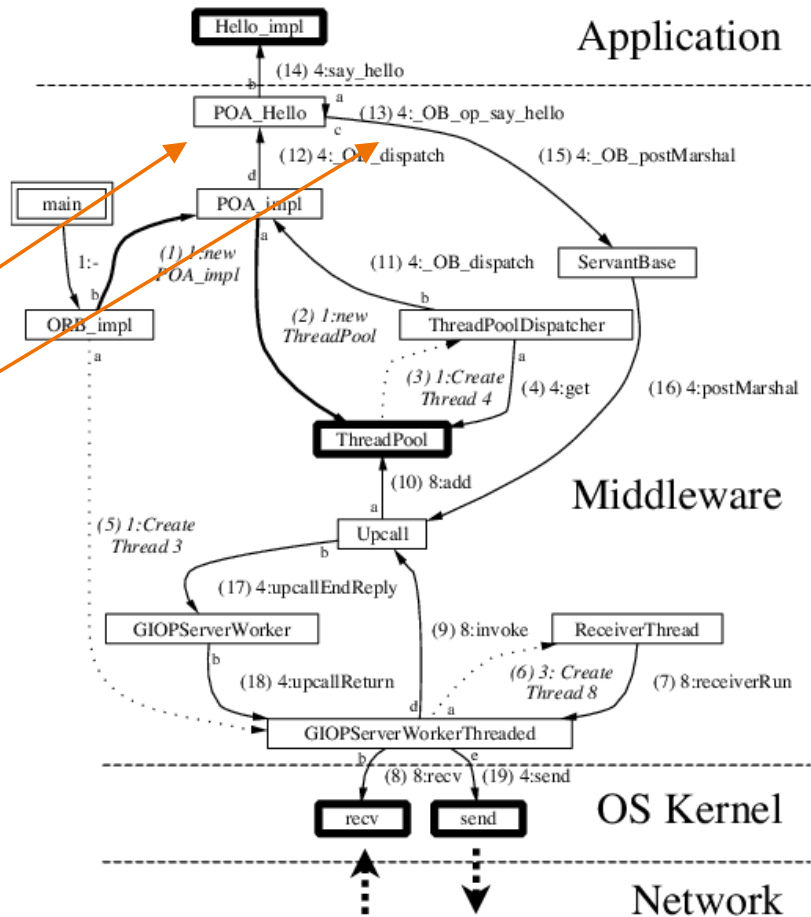 Hello_impl
Application
(14) 4:say_hello
b
a
POA_Hello
(13) 4:_OB_op_say_hello
c
(12) 4:_OB_dispatch
(15) 4:_OB_postMarshal
d
main
POA_impl
a
1:-
(1) 1:new
POA_impl
(11) 4:_OB_dispatch
ServantBase
b
b
(2) 1:new
ThreadPool
ORB_impl
ThreadPoolDispatcher
a
a
(3) 1:Create
Thread 4
(4) 4:get
(16) 4:postMarshal
ThreadPool
(10) 8:add
Middleware
a
(5) 1:Create
Thread 3
Upcall
b
(17) 4:upcallEndReply
GIOPServerWorker
(9) 8:invoke
ReceiverThread
b
(18) 4:upcallReturn
(6) 3: Create
Thread 8
(7) 8:receiverRun
d
a
GIOPServerWorkerThreaded
b
e
(8) 8:recv
(19) 4:send
OS Kernel
recv
send
Network